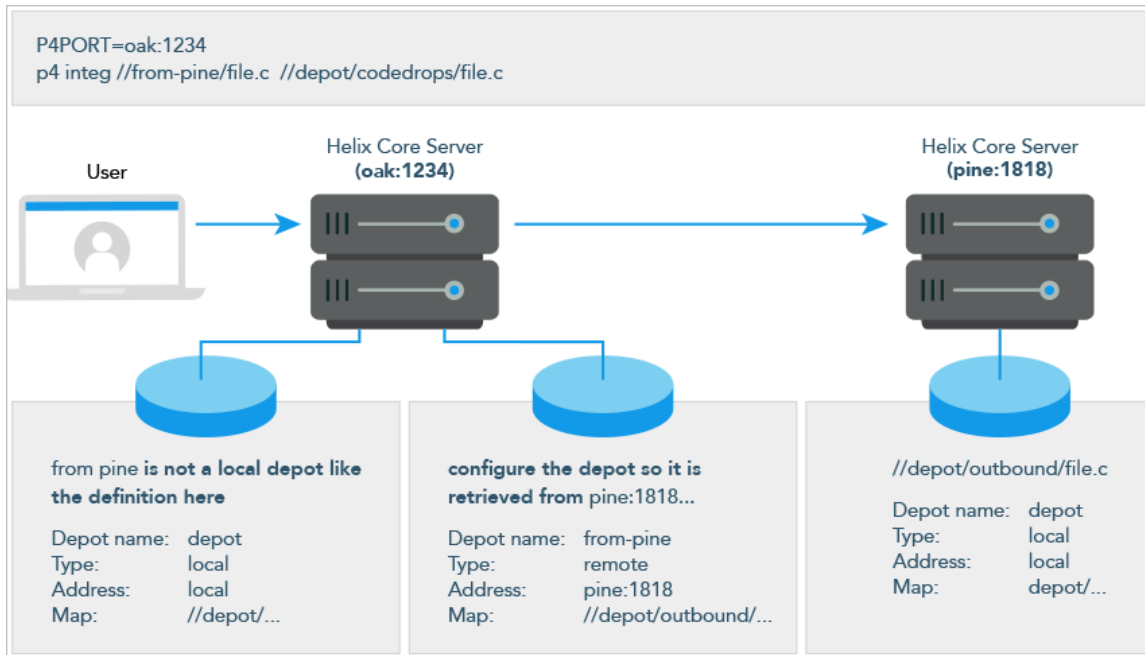 P4PORT=oak:1234
p4 integ //from-pine/file.c //depot/codedrops/file.c
User
Helix Core Server
(oak:1234)
Helix Core Server
(pine:1818)
from pine is not a local depot like
the definition here
Depot name: depot
Type: local
Address: local
Map: //depot/...
configure the depot so it is
retrieved from pine:1818...
Depot name: from-pine
Type: remote
Address: pine:1818
Map: //depot/outbound/...
//depot/outbound/file.c
Depot name: depot
Type: local
Address: local
Map: depot/...